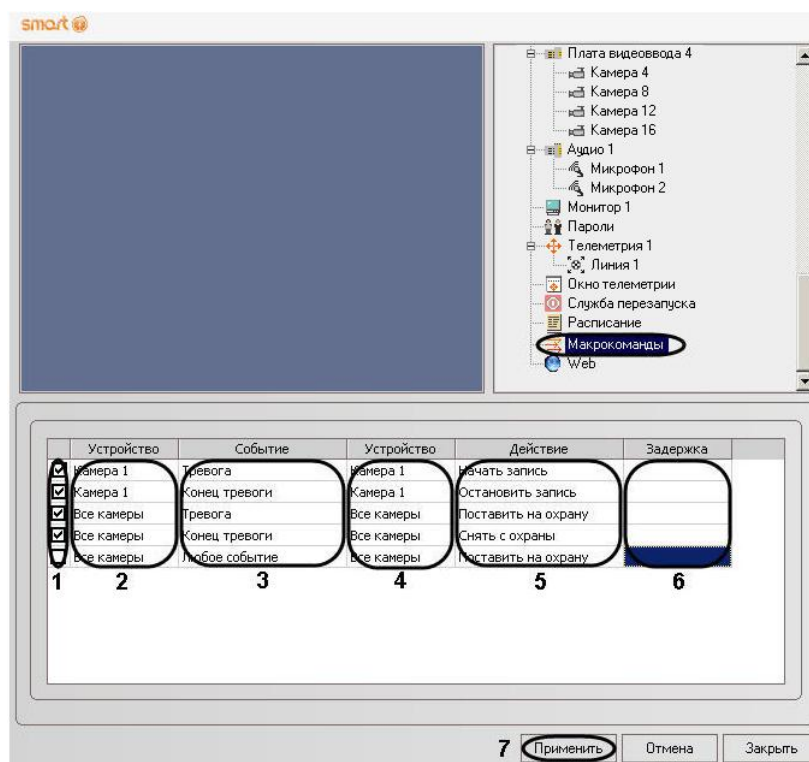 smart
Плата видеоввода 4
Камера 4
Камера 8
Камера 12
Камера 16
Аудио 1
Микрофон 1
Микрофон 2
Монитор 1
Пароли
Телеметрия 1
Линия 1
Окно телеметрии
Служба перезапуска
Расписание
Макрокоманды
Web
Устройство Событие Устройство Действие Задержка
Камера 1 Тревога Камера 1 Начать запись
Камера 1 Конец тревоги Камера 1 Остановить запись
Все камеры Тревога Все камеры Поставить на охрану
Все камеры Конец тревоги Все камеры Снять с охраны
Все камеры Любое событие Все камеры Поставить на охрану
1 2 3 4 5 6
7 Применить Отмена Закрыть